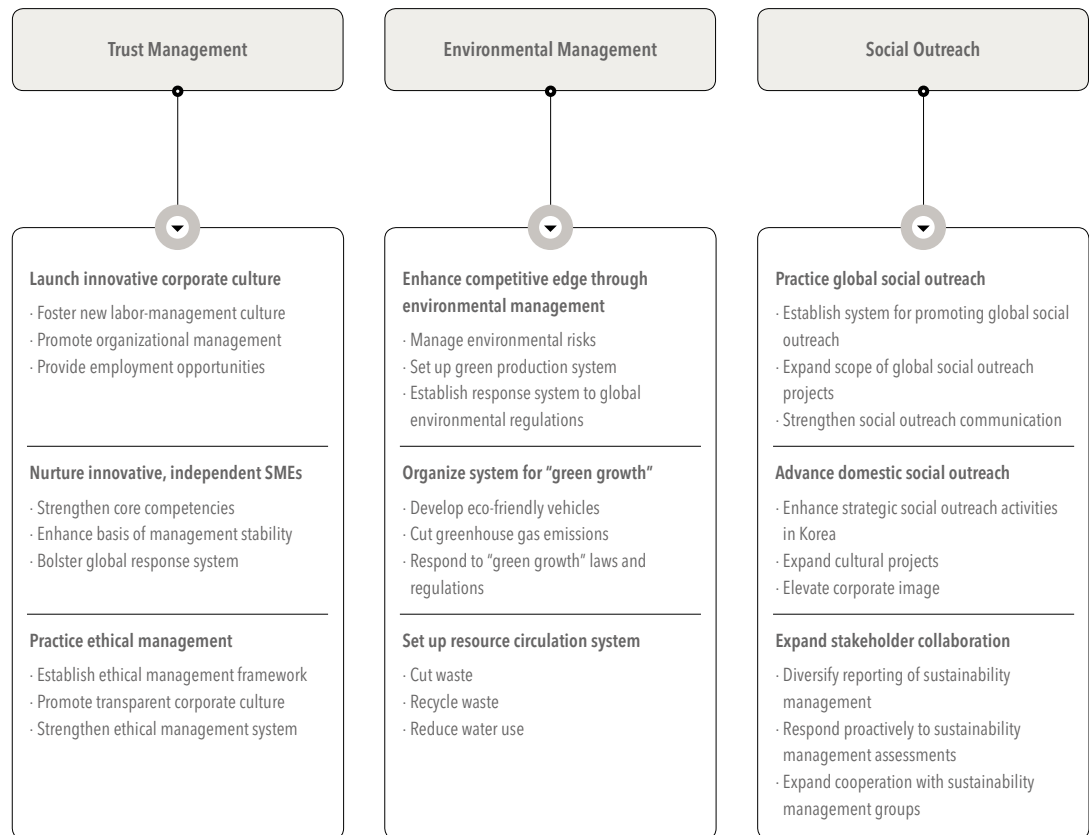 Trust Management
Launch innovative corporate culture
· Foster new labor-management culture
· Promote organizational management
· Provide employment opportunities
Nurture innovative, independent SMEs
· Strengthen core competencies
· Enhance basis of management stability
· Bolster global response system
Practice ethical management
· Establish ethical management framework
· Promote transparent corporate culture
· Strengthen ethical management system
Environmental Management
Enhance competitive edge through
environmental management
· Manage environmental risks
· Set up green production system
· Establish response system to global
environmental regulations
Organize system for “green growth”
· Develop eco-friendly vehicles
· Cut greenhouse gas emissions
· Respond to “green growth” laws and
regulations
Set up resource circulation system
· Cut waste
· Recycle waste
· Reduce water use
Social Outreach
Practice global social outreach
· Establish system for promoting global social
outreach
· Expand scope of global social outreach
projects
· Strengthen social outreach communication
Advance domestic social outreach
· Enhance strategic social outreach activities
in Korea
· Expand cultural projects
· Elevate corporate image
Expand stakeholder collaboration
· Diversify reporting of sustainability
management
· Respond proactively to sustainability
management assessments
· Expand cooperation with sustainability
management groups